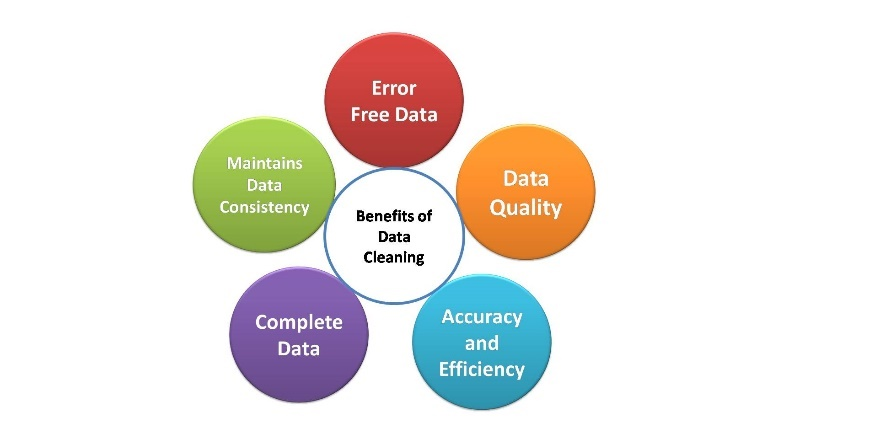 Error
Free Data
Data
Quality
Accuracy
and
Efficiency
Complete
Data
Maintains
Data
Consistency
Benefits of
Data
Cleaning